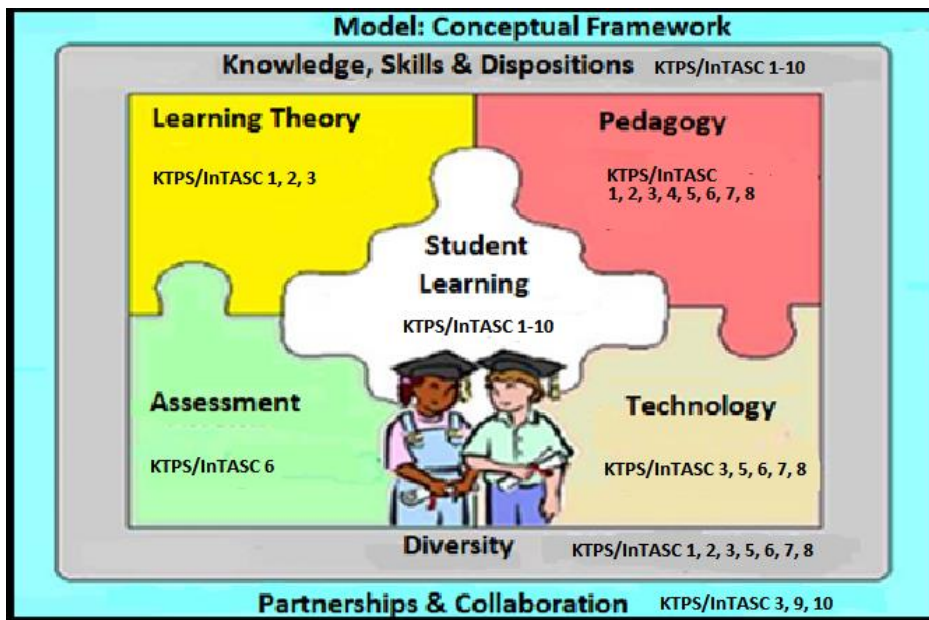 Model: Conceptual Framework
Knowledge, Skills & Dispositions KTPS/InTASC 1-10
Learning Theory
KTPS/InTASC 1, 2, 3
Pedagogy
KTPS/InTASC
1, 2, 3, 4, 5, 6, 7, 8
Student
Learning
KTPS/InTASC 1-10
Assessment
KTPS/InTASC 6
Technology
KTPS/InTASC 3, 5, 6, 7, 8
Diversity KTPS/InTASC 1, 2, 3, 5, 6, 7, 8
Partnerships & Collaboration KTPS/InTASC 3, 9, 10